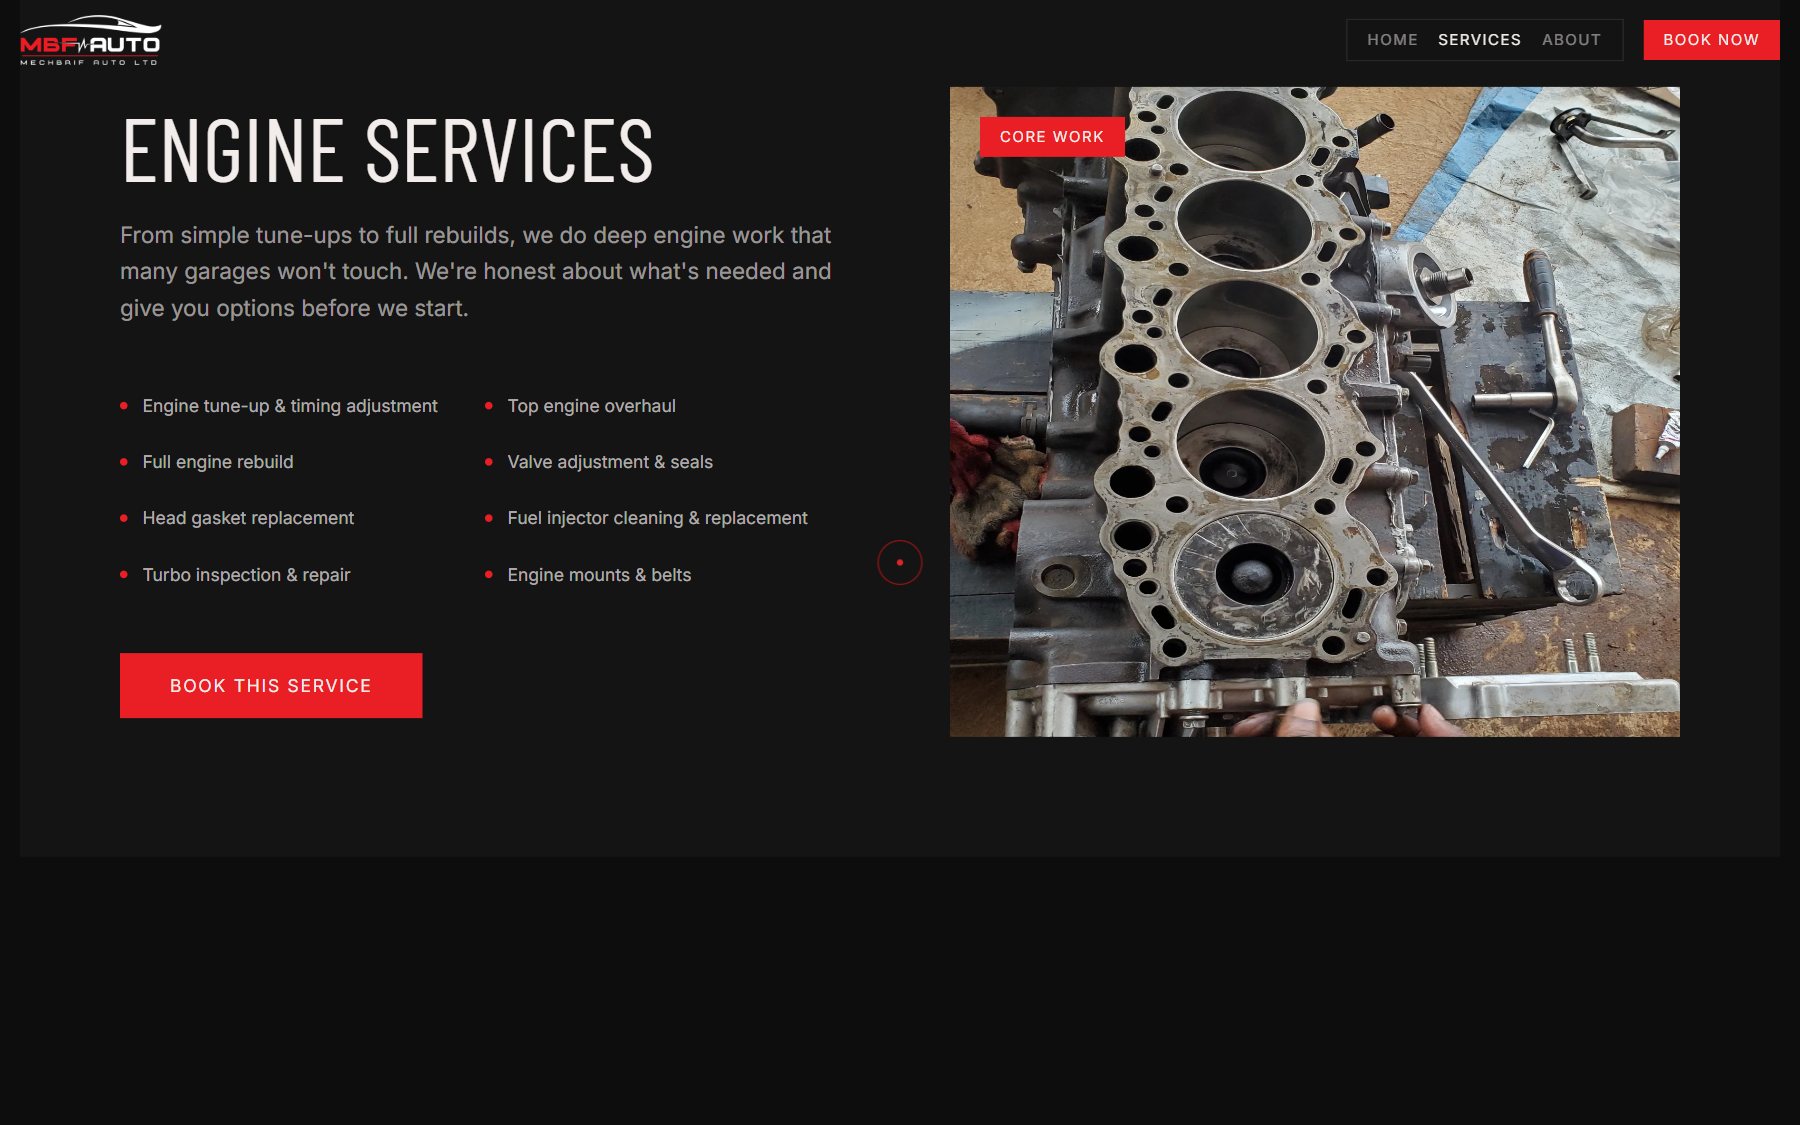 MBF AUTO
MECHBRIF AUTO LTD
HOME SERVICES ABOUT
BOOK NOW
ENGINE SERVICES
From simple tune-ups to full rebuilds, we do deep engine work that
many garages won't touch. We're honest about what's needed and
give you options before we start.
Engine tune-up & timing adjustment
Top engine overhaul
Full engine rebuild
Valve adjustment & seals
Head gasket replacement
Fuel injector cleaning & replacement
Turbo inspection & repair
Engine mounts & belts
BOOK THIS SERVICE
CORE WORK